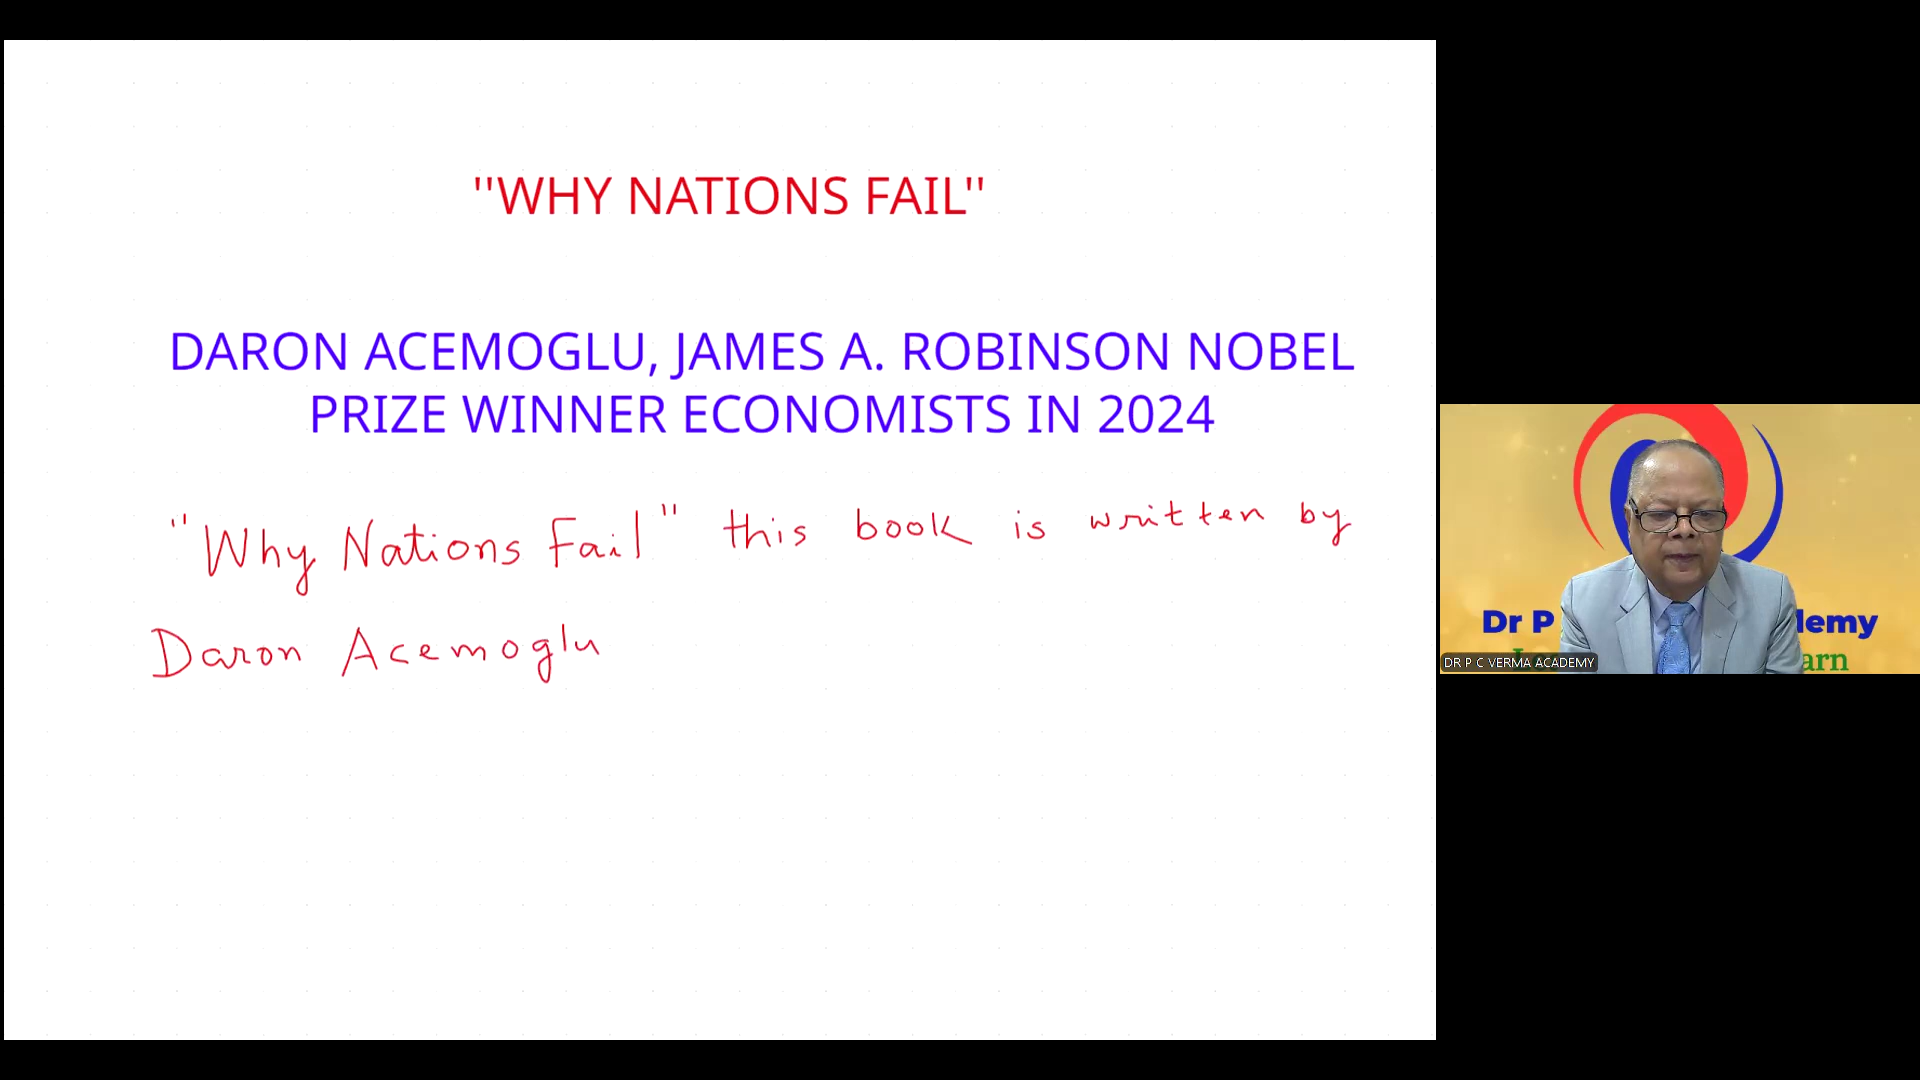 ''WHY NATIONS FAIL''
DARON ACEMOGLU, JAMES A. ROBINSON NOBEL
PRIZE WINNER ECONOMISTS IN 2024
"Why Nations Fail" this book is written by
Daron Acemoglu
Dr P
demy
arn
DR P C VERMA ACADEMY